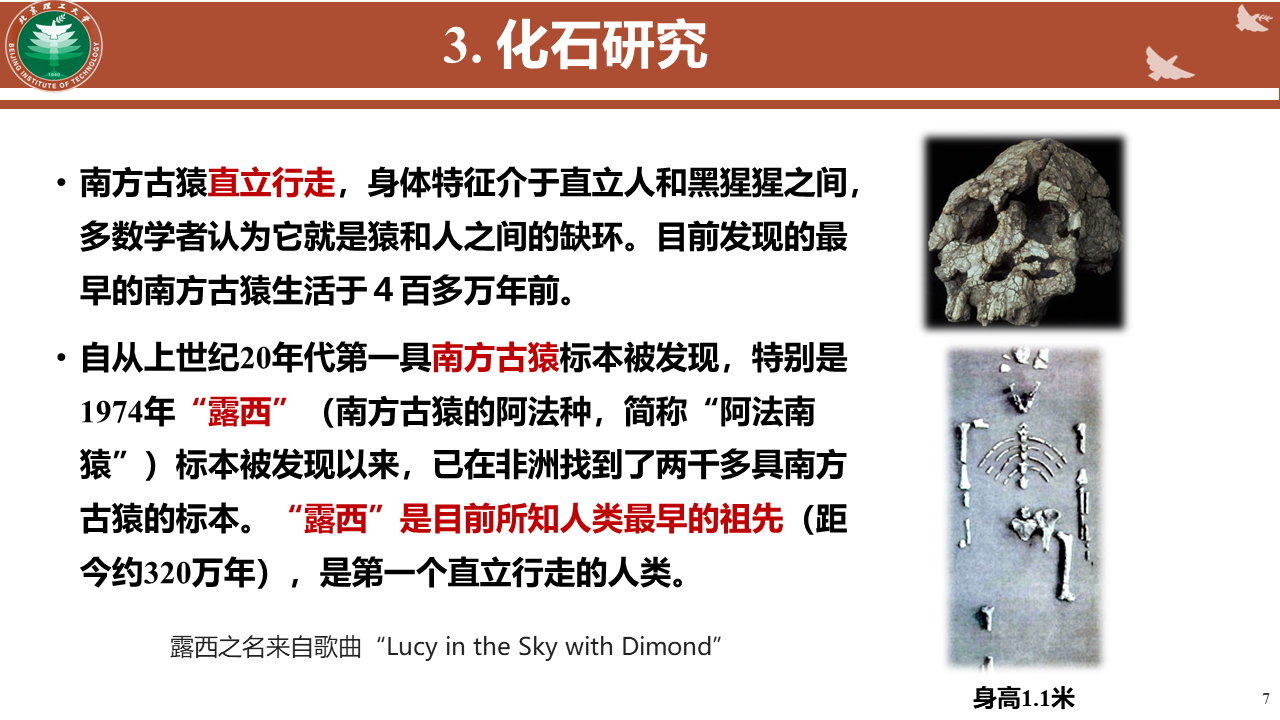 北京理工大学
BEIJING INSTITUTE OF TECHNOLOGY
1940
3. 化石研究
• 南方古猿直立行走，身体特征介于直立人和黑猩猩之间，
多数学者认为它就是猿和人之间的缺环。目前发现的最
早的南方古猿生活于４百多万年前。
• 自从上世纪20年代第一具南方古猿标本被发现，特别是
1974年“露西”（南方古猿的阿法种，简称“阿法南
猿”）标本被发现以来，已在非洲找到了两千多具南方
古猿的标本。“露西”是目前所知人类最早的祖先（距
今约320万年），是第一个直立行走的人类。
露西之名来自歌曲“Lucy in the Sky with Dimond”
身高1.1米
7